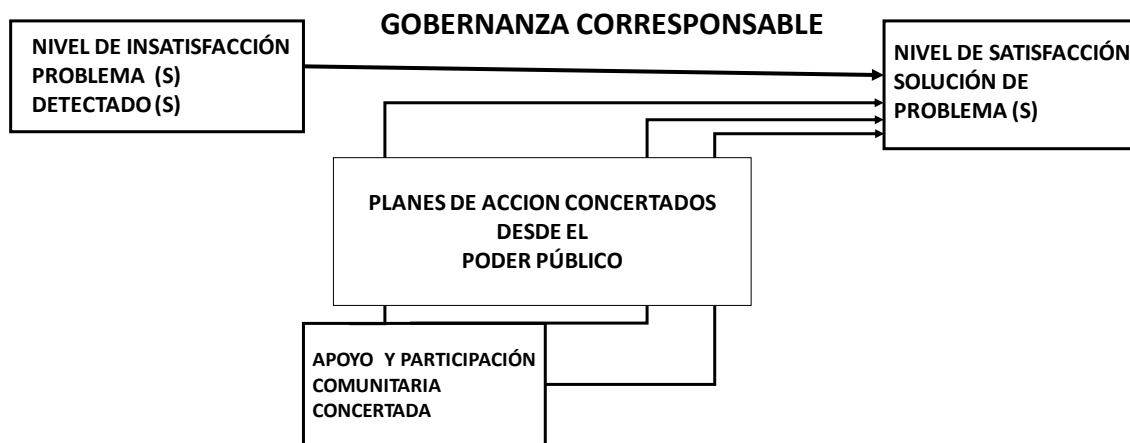 GOBERNANZA CORRESPONSABLE
NIVEL DE INSATISFACCIÓN
PROBLEMA (S)
DETECTADO (S)
NIVEL DE SATISFACCIÓN
SOLUCIÓN DE
PROBLEMA (S)
PLANES DE ACCION CONCERTADOS
DESDE EL
PODER PÚBLICO
APOYO Y PARTICIPACIÓN
COMUNITARIA
CONCERTADA